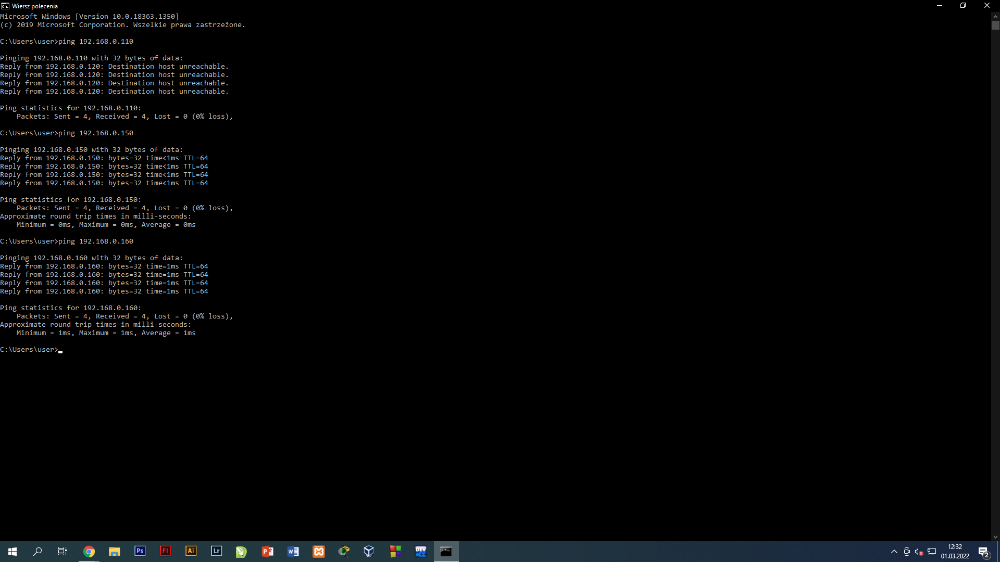 Wiersz polecenia
Microsoft Windows [Version 10.0.18363.1350]
(c) 2019 Microsoft Corporation. Wszelkie prawa zastrzeżone.
C:\Users\user>ping 192.168.0.110
Pinging 192.168.0.110 with 32 bytes of data:
Reply from 192.168.0.120: Destination host unreachable.
Reply from 192.168.0.120: Destination host unreachable.
Reply from 192.168.0.120: Destination host unreachable.
Reply from 192.168.0.120: Destination host unreachable.
Ping statistics for 192.168.0.110:
    Packets: Sent = 4, Received = 4, Lost = 0 (0% loss),
C:\Users\user>ping 192.168.0.150
Pinging 192.168.0.150 with 32 bytes of data:
Reply from 192.168.0.150: bytes=32 time<1ms TTL=64
Reply from 192.168.0.150: bytes=32 time<1ms TTL=64
Reply from 192.168.0.150: bytes=32 time<1ms TTL=64
Reply from 192.168.0.150: bytes=32 time<1ms TTL=64
Ping statistics for 192.168.0.150:
    Packets: Sent = 4, Received = 4, Lost = 0 (0% loss),
Approximate round trip times in milli-seconds:
    Minimum = 0ms, Maximum = 0ms, Average = 0ms
C:\Users\user>ping 192.168.0.160
Pinging 192.168.0.160 with 32 bytes of data:
Reply from 192.168.0.160: bytes=32 time=1ms TTL=64
Reply from 192.168.0.160: bytes=32 time=1ms TTL=64
Reply from 192.168.0.160: bytes=32 time=1ms TTL=64
Reply from 192.168.0.160: bytes=32 time=1ms TTL=64
Ping statistics for 192.168.0.160:
    Packets: Sent = 4, Received = 4, Lost = 0 (0% loss),
Approximate round trip times in milli-seconds:
    Minimum = 1ms, Maximum = 1ms, Average = 1ms
C:\Users\user>
Ps Fl Ai Lr P W DEV
12:32
01.03.2022
2